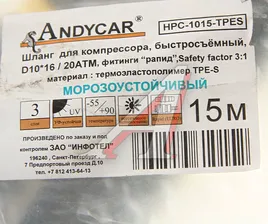 ANDYCAR
HPC-1015-TPES
Шланг для компрессора, быстросъёмный,
D10*16 / 20АТМ, фитинги "рапид", Safety factor 3:1
материал : термоэластополимер TPE-S
МОРОЗОУСТОЙЧИВЫЙ
3
UV
-55
+90
15м
ПРОИЗВЕДЕНО по заказу и под
контролем ЗАО "ИНФОТЕЛ"
196240 , Санкт-Петербург
7 Предпортовый проезд д.10
тел. +7 812 413-64-13